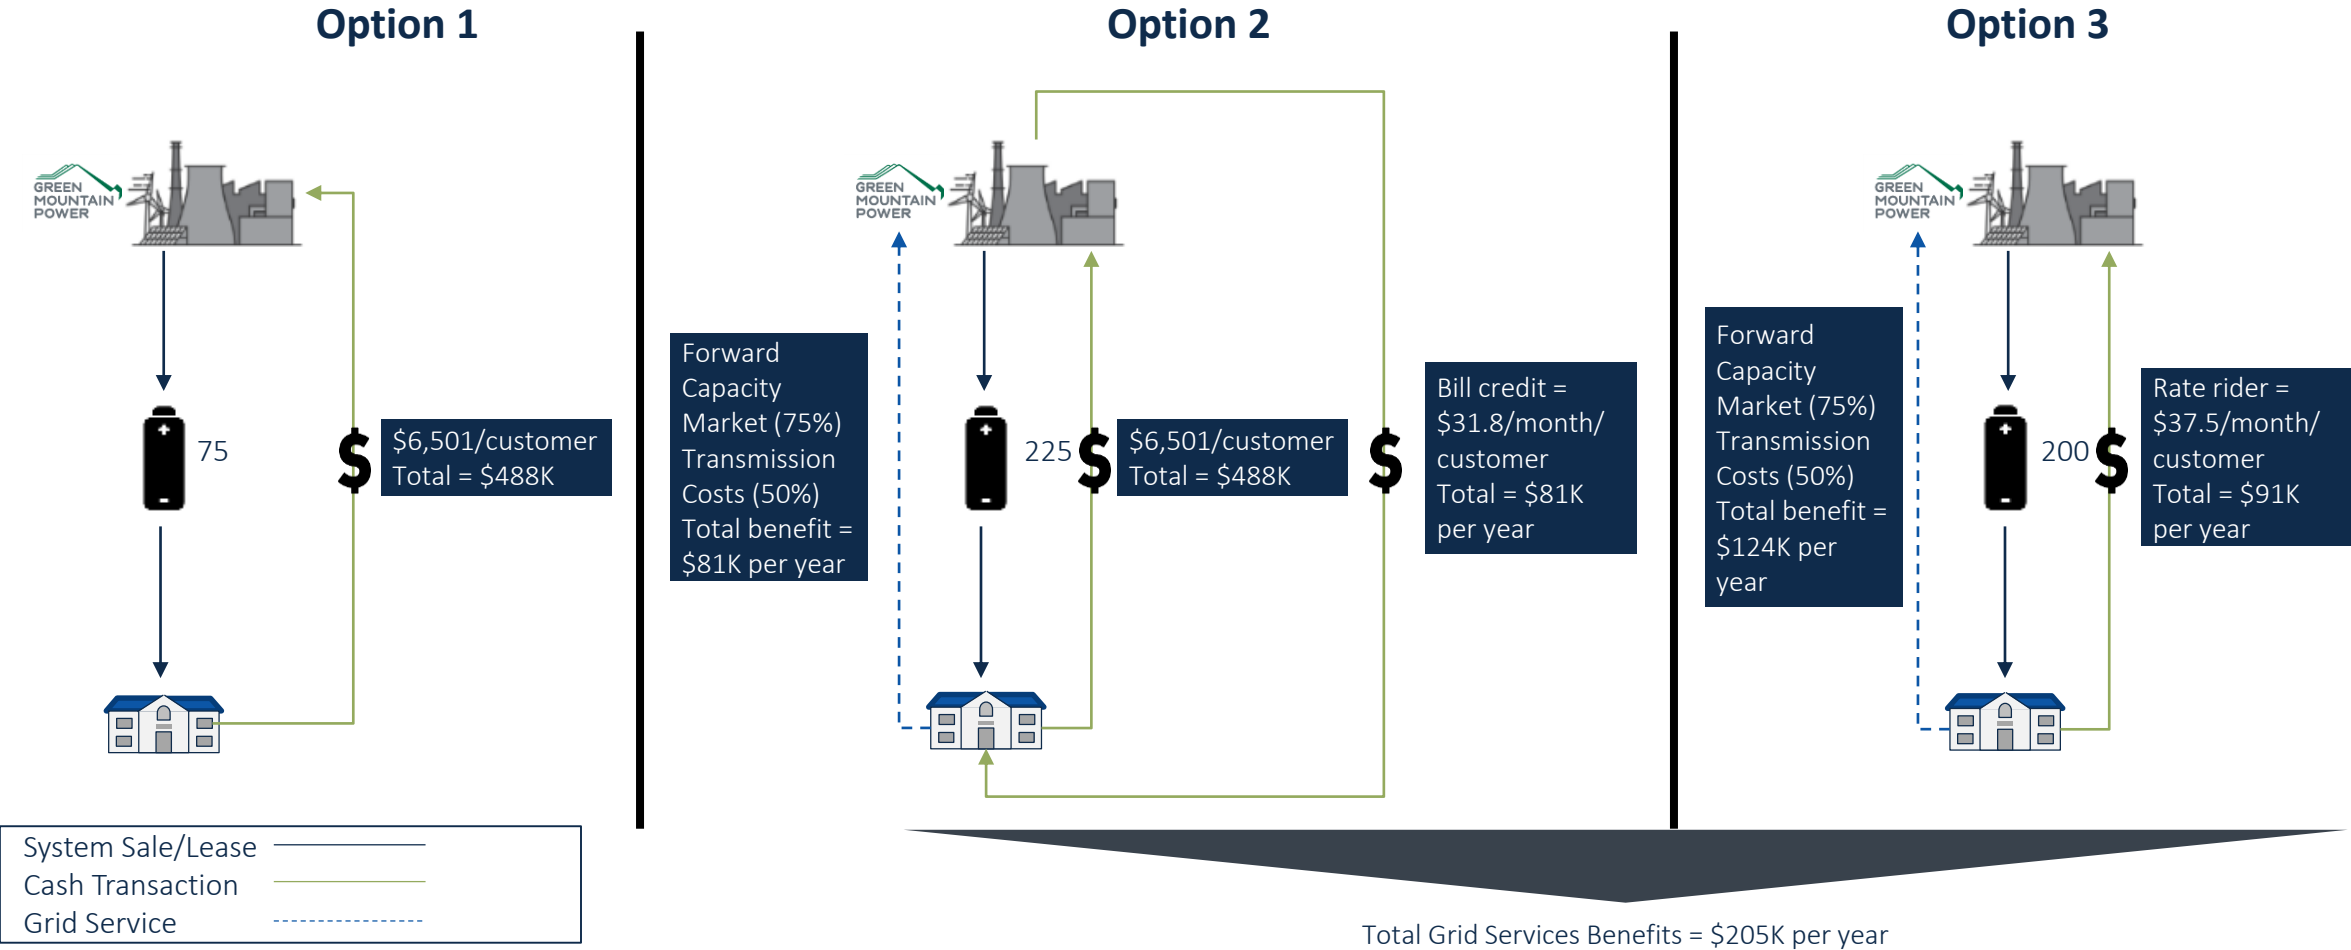 Option 1
GREEN
MOUNTAIN
POWER
75
$
$6,501/customer
Total = $488K
Option 2
GREEN
MOUNTAIN
POWER
Forward
Capacity
Market (75%)
Transmission
Costs (50%)
Total benefit =
$81K per year
225
$
$6,501/customer
Total = $488K
$
Bill credit =
$31.8/month/
customer
Total = $81K
per year
Option 3
GREEN
MOUNTAIN
POWER
Forward
Capacity
Market (75%)
Transmission
Costs (50%)
Total benefit =
$124K per
year
200
$
Rate rider =
$37.5/month/
customer
Total = $91K
per year
System Sale/Lease
Cash Transaction
Grid Service
Total Grid Services Benefits = $205K per year